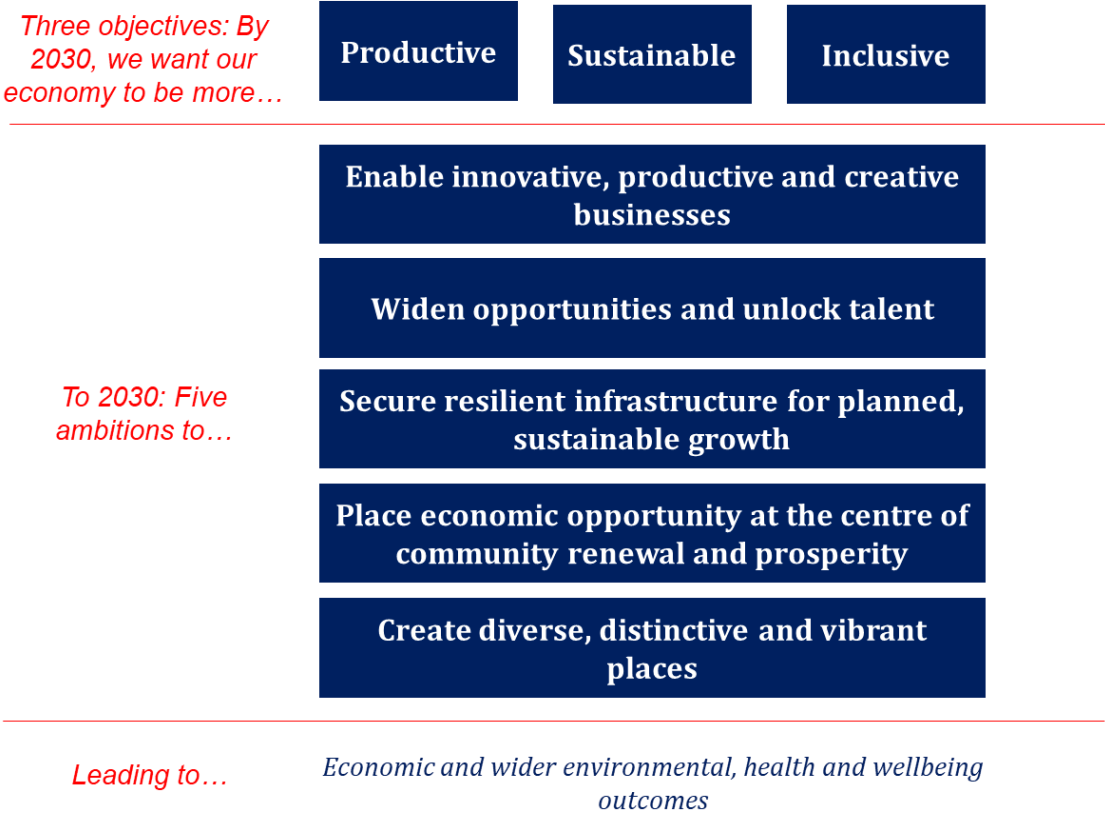 Three objectives: By
2030, we want our
economy to be more…
Productive
Sustainable
Inclusive
To 2030: Five
ambitions to…
Enable innovative, productive and creative
businesses
Widen opportunities and unlock talent
Secure resilient infrastructure for planned,
sustainable growth
Place economic opportunity at the centre of
community renewal and prosperity
Create diverse, distinctive and vibrant
places
Leading to…
Economic and wider environmental, health and wellbeing
outcomes